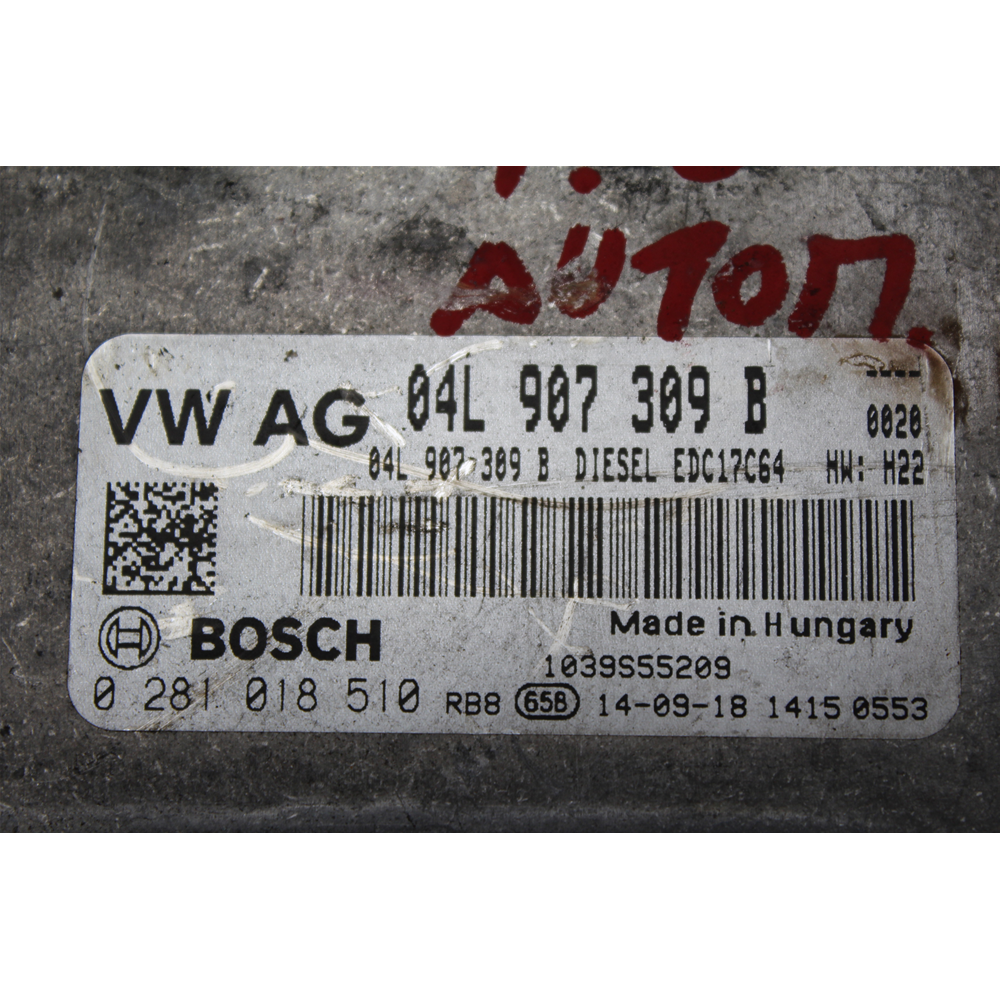 AUTOM.
VW AG 04L 907 309 B ----
0020
04L 907 309 B DIESEL EDC17C64 HW: H22
BOSCH
Made in Hungary
1039S55209
0 281 018 510 RB8 65B 14-09-18 1415 0553